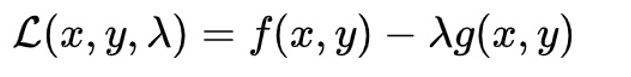 ℒ(x, y, λ) = f(x, y) − λg(x, y)